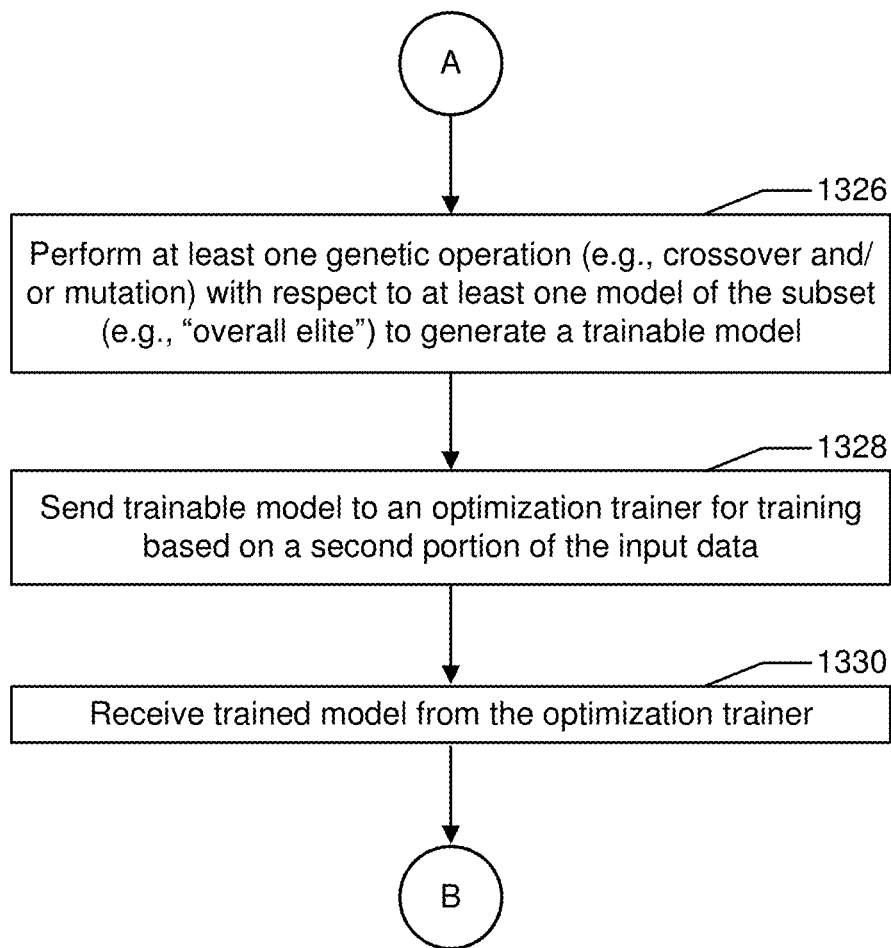 A
1326
Perform at least one genetic operation (e.g., crossover and/
or mutation) with respect to at least one model of the subset
(e.g., “overall elite”) to generate a trainable model
1328
Send trainable model to an optimization trainer for training
based on a second portion of the input data
1330
Receive trained model from the optimization trainer
B